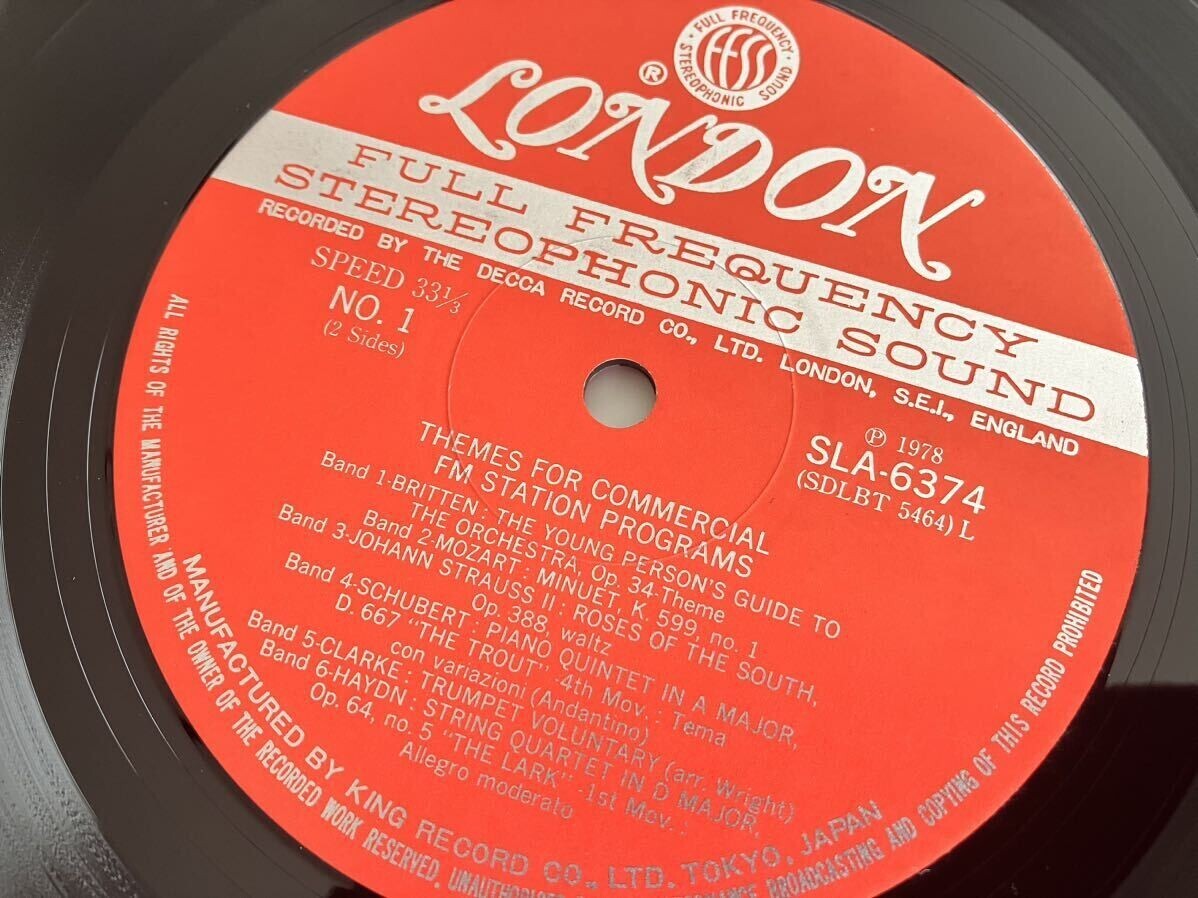 FULL FREQUENCY
FFSS
STEREOPHONIC SOUND
® LONDON
FULL FREQUENCY
STEREOPHONIC SOUND
RECORDED BY THE DECCA RECORD CO., LTD. LONDON, S.E.I., ENGLAND
SPEED 33⅓
NO. 1
(2 Sides)
℗ 1978
SLA-6374
(SDLBT 5464) L
THEMES FOR COMMERCIAL
FM STATION PROGRAMS
Band 1-BRITTEN : THE YOUNG PERSON'S GUIDE TO
THE ORCHESTRA, Op. 34-Theme
Band 2-MOZART : MINUET, K. 599, no. 1
Band 3-JOHANN STRAUSS II : ROSES OF THE SOUTH,
Op. 388, waltz
Band 4-SCHUBERT : PIANO QUINTET IN A MAJOR,
D. 667 "THE TROUT"-4th Mov. : Tema
con variazioni (Andantino)
Band 5-CLARKE : TRUMPET VOLUNTARY (arr. Wright)
Band 6-HAYDN : STRING QUARTET IN D MAJOR,
Op. 64, no. 5 "THE LARK"-1st Mov. :
Allegro moderato
MANUFACTURED BY KING RECORD CO., LTD. TOKYO, JAPAN
ALL RIGHTS OF THE MANUFACTURER AND OF THE OWNER OF THE RECORDED WORK RESERVED. BROADCASTING AND COPYING OF THIS RECORD PROHIBITED